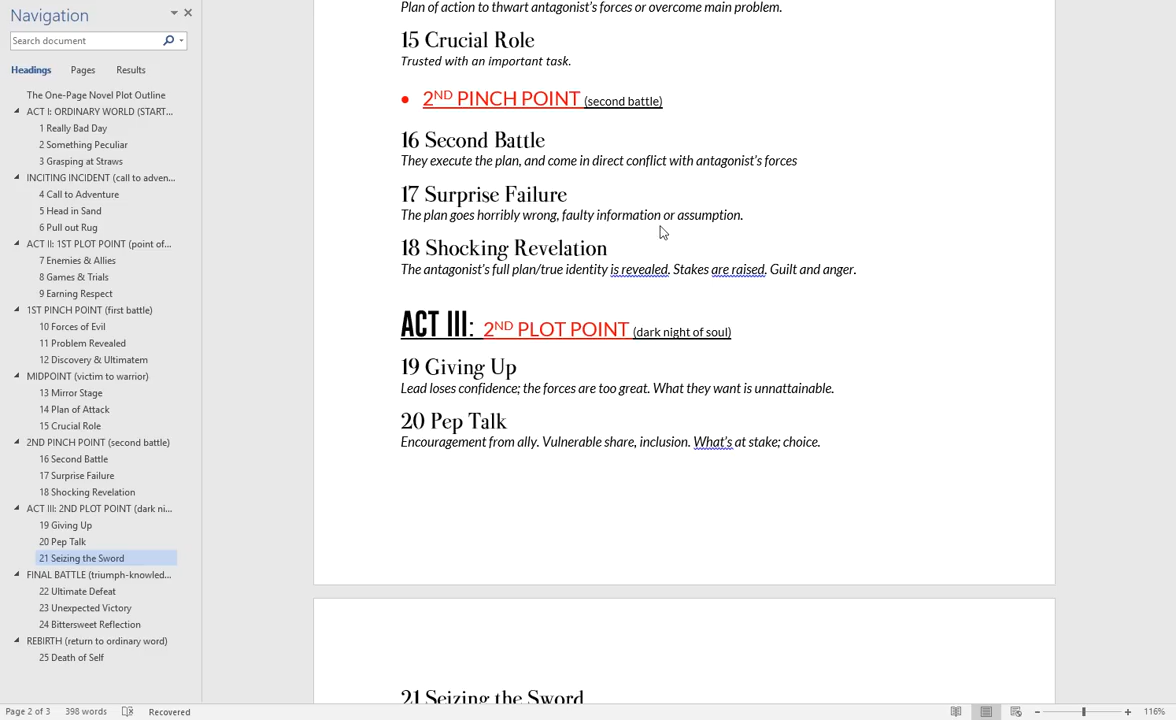 Navigation
Search document
Headings Pages Results
The One-Page Novel Plot Outline
ACT I: ORDINARY WORLD (START...
1 Really Bad Day
2 Something Peculiar
3 Grasping at Straws
INCITING INCIDENT (call to adven...
4 Call to Adventure
5 Head in Sand
6 Pull out Rug
ACT II: 1ST PLOT POINT (point of...
7 Enemies & Allies
8 Games & Trials
9 Earning Respect
1ST PINCH POINT (first battle)
10 Forces of Evil
11 Problem Revealed
12 Discovery & Ultimatem
MIDPOINT (victim to warrior)
13 Mirror Stage
14 Plan of Attack
15 Crucial Role
2ND PINCH POINT (second battle)
16 Second Battle
17 Surprise Failure
18 Shocking Revelation
ACT III: 2ND PLOT POINT (dark ni...
19 Giving Up
20 Pep Talk
21 Seizing the Sword
FINAL BATTLE (triumph-knowled...
22 Ultimate Defeat
23 Unexpected Victory
24 Bittersweet Reflection
REBIRTH (return to ordinary word)
25 Death of Self
Plan of action to thwart antagonist's forces or overcome main problem.
15 Crucial Role
Trusted with an important task.
• 2ND PINCH POINT (second battle)
16 Second Battle
They execute the plan, and come in direct conflict with antagonist's forces
17 Surprise Failure
The plan goes horribly wrong, faulty information or assumption.
18 Shocking Revelation
The antagonist's full plan/true identity is revealed. Stakes are raised. Guilt and anger.
ACT III: 2ND PLOT POINT (dark night of soul)
19 Giving Up
Lead loses confidence; the forces are too great. What they want is unattainable.
20 Pep Talk
Encouragement from ally. Vulnerable share, inclusion. What's at stake; choice.
21 Seizing the Sword
Page 2 of 3 398 words Recovered 116%